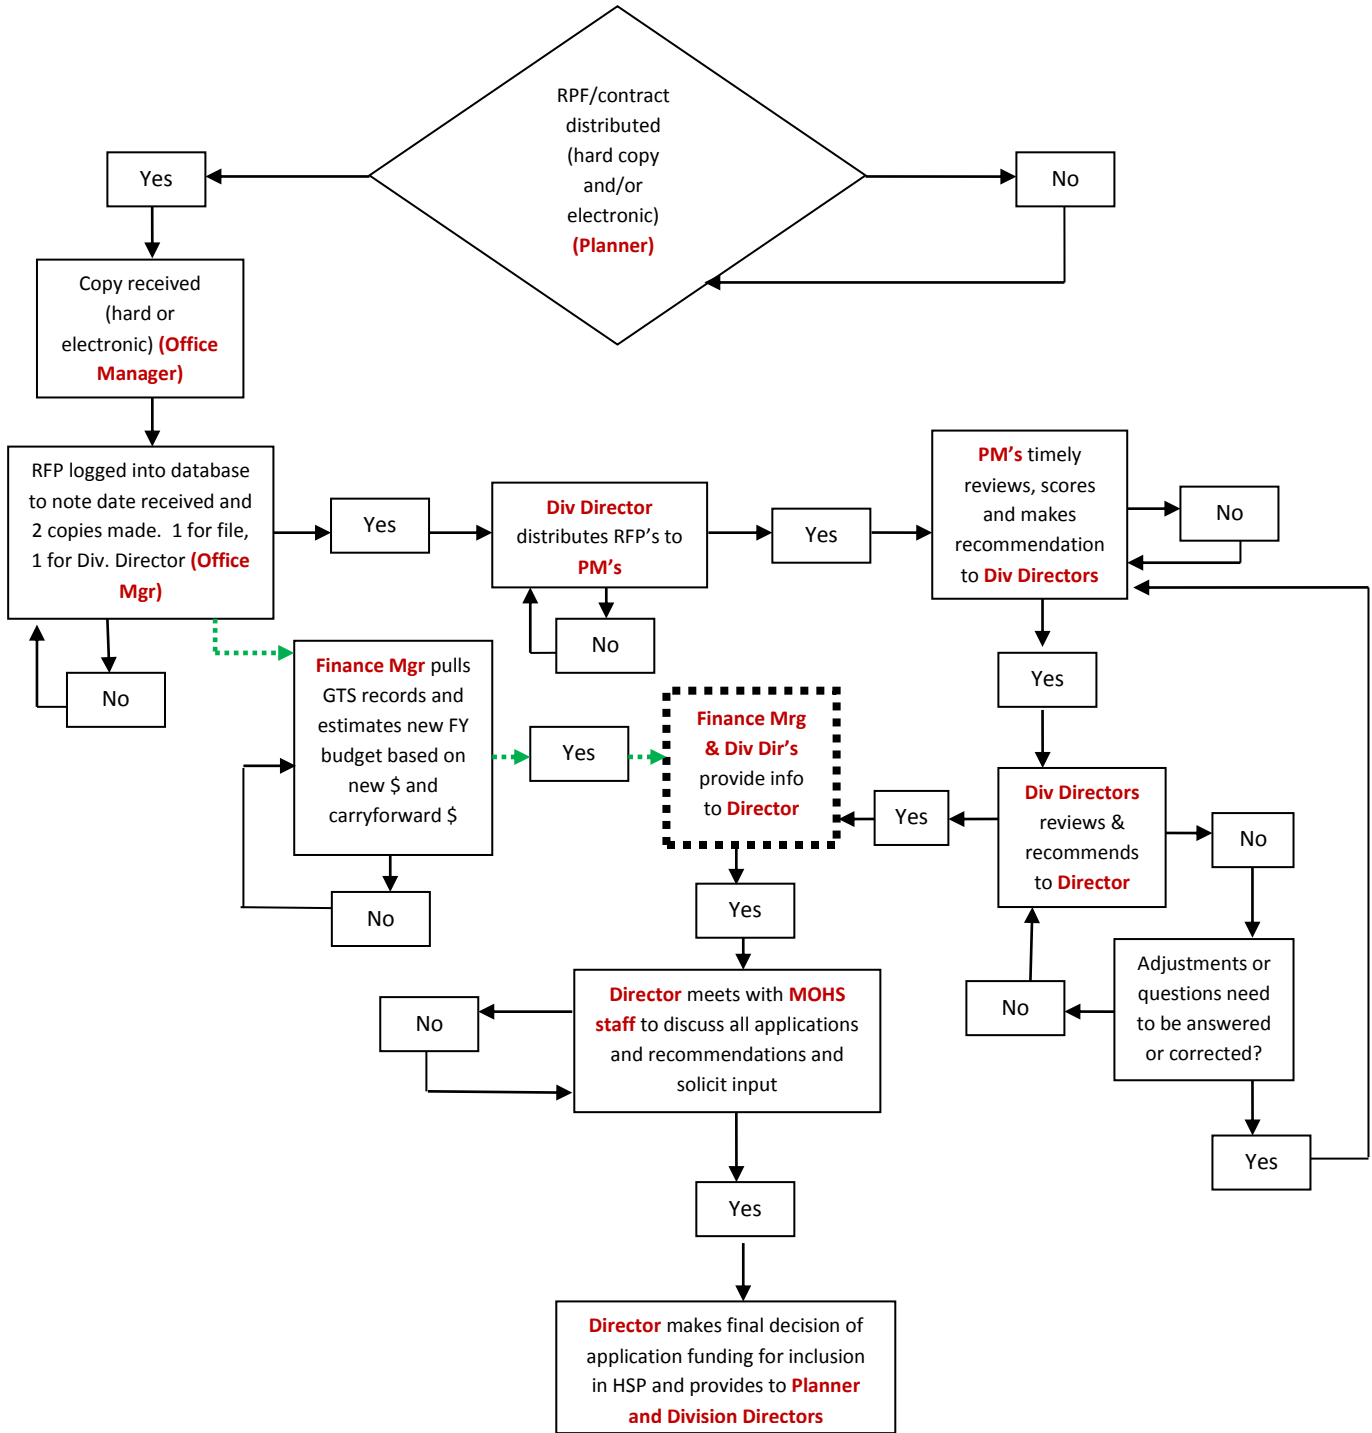 RPF/contract
distributed
(hard copy
and/or
electronic)
(Planner)
Yes
No
Copy received
(hard or
electronic) (Office
Manager)
RFP logged into database
to note date received and
2 copies made.  1 for file,
1 for Div. Director (Office
Mgr)
Yes
Div Director
distributes RFP's to
PM's
Yes
PM's timely
reviews, scores
and makes
recommendation
to Div Directors
No
No
No
Finance Mgr pulls
GTS records and
estimates new FY
budget based on
new $ and
carryforward $
Yes
Finance Mrg
& Div Dir's
provide info
to Director
Yes
Yes
Div Directors
reviews &
recommends
to Director
No
No
Yes
Adjustments or
questions need
to be answered
or corrected?
No
Yes
No
Director meets with MOHS
staff to discuss all applications
and recommendations and
solicit input
Yes
Director makes final decision of
application funding for inclusion
in HSP and provides to Planner
and Division Directors